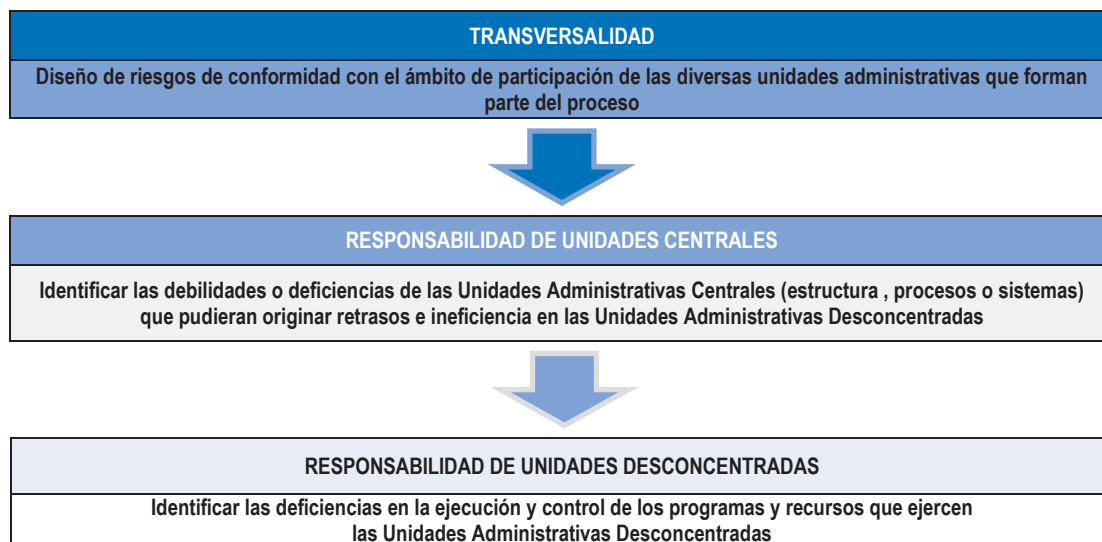 TRANSVERSALIDAD
Diseño de riesgos de conformidad con el ámbito de participación de las diversas unidades administrativas que forman
parte del proceso
RESPONSABILIDAD DE UNIDADES CENTRALES
Identificar las debilidades o deficiencias de las Unidades Administrativas Centrales (estructura , procesos o sistemas)
que pudieran originar retrasos e ineficiencia en las Unidades Administrativas Desconcentradas
RESPONSABILIDAD DE UNIDADES DESCONCENTRADAS
Identificar las deficiencias en la ejecución y control de los programas y recursos que ejercen
las Unidades Administrativas Desconcentradas